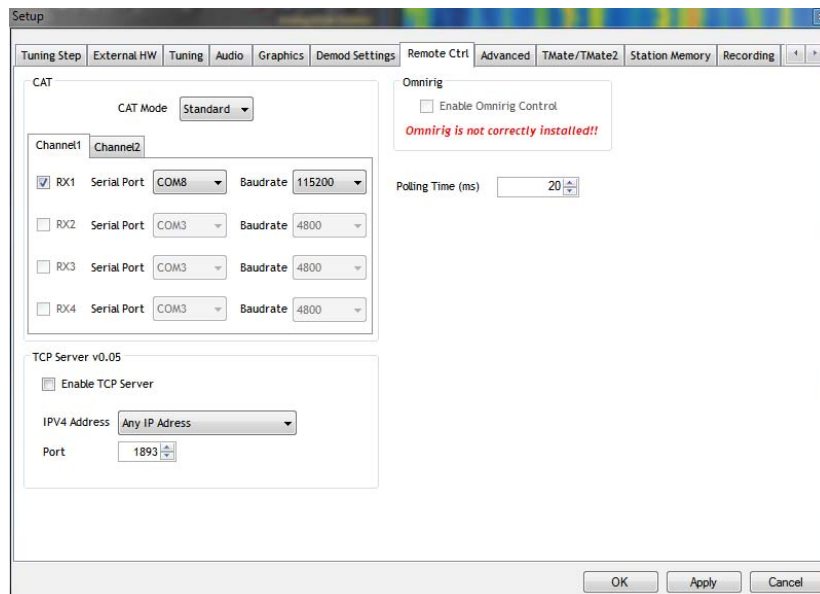 Setup
Tuning Step External HW Tuning Audio Graphics Demod Settings Remote Ctrl Advanced TMate/TMate2 Station Memory Recording
CAT
CAT Mode Standard
Channel1 Channel2
RX1 Serial Port COM8 Baudrate 115200
RX2 Serial Port COM3 Baudrate 4800
RX3 Serial Port COM3 Baudrate 4800
RX4 Serial Port COM3 Baudrate 4800
TCP Server v0.05
Enable TCP Server
IPV4 Address Any IP Adress
Port 1893
Omnirig
Enable Omnirig Control
Omnirig is not correctly installed!!
Polling Time (ms) 20
OK Apply Cancel